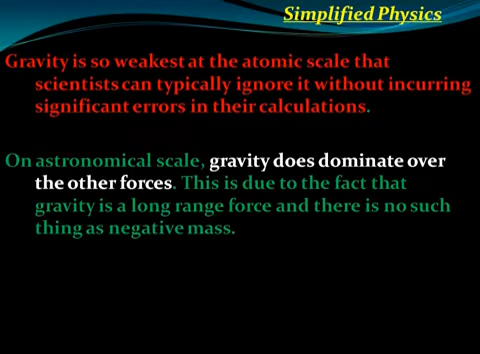 Simplified Physics
Gravity is so weakest at the atomic scale that
scientists can typically ignore it without incurring
significant errors in their calculations.
On astronomical scale, gravity does dominate over
the other forces. This is due to the fact that
gravity is a long range force and there is no such
thing as negative mass.